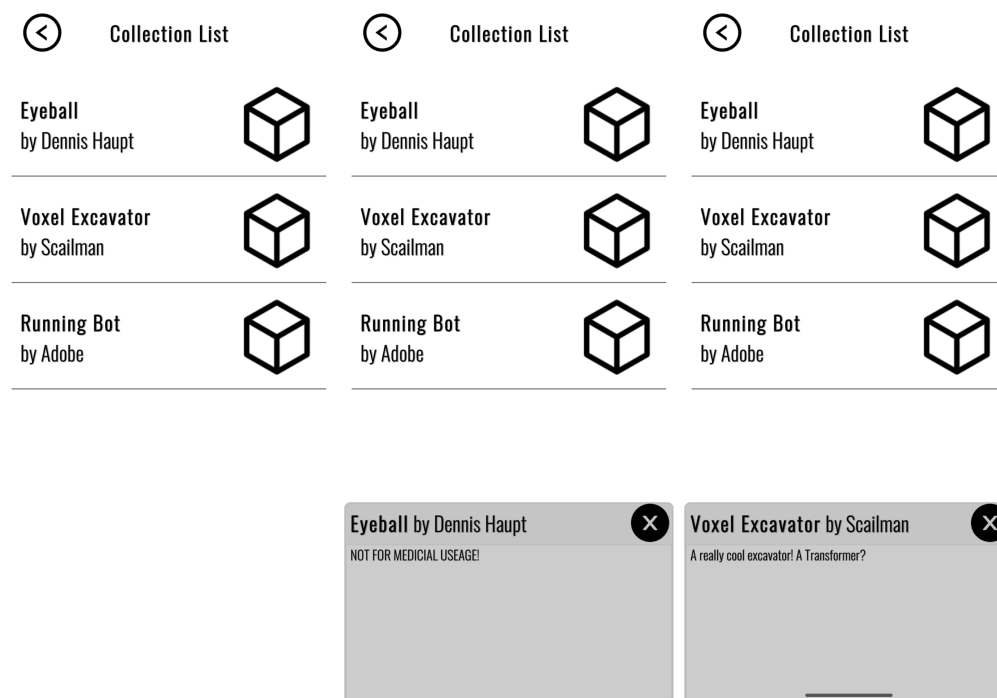 Collection List
Eyeball
by Dennis Haupt
Voxel Excavator
by Scailman
Running Bot
by Adobe
Collection List
Eyeball
by Dennis Haupt
Voxel Excavator
by Scailman
Running Bot
by Adobe
Eyeball by Dennis Haupt X
NOT FOR MEDICIAL USEAGE!
Collection List
Eyeball
by Dennis Haupt
Voxel Excavator
by Scailman
Running Bot
by Adobe
Voxel Excavator by Scailman X
A really cool excavator! A Transformer?